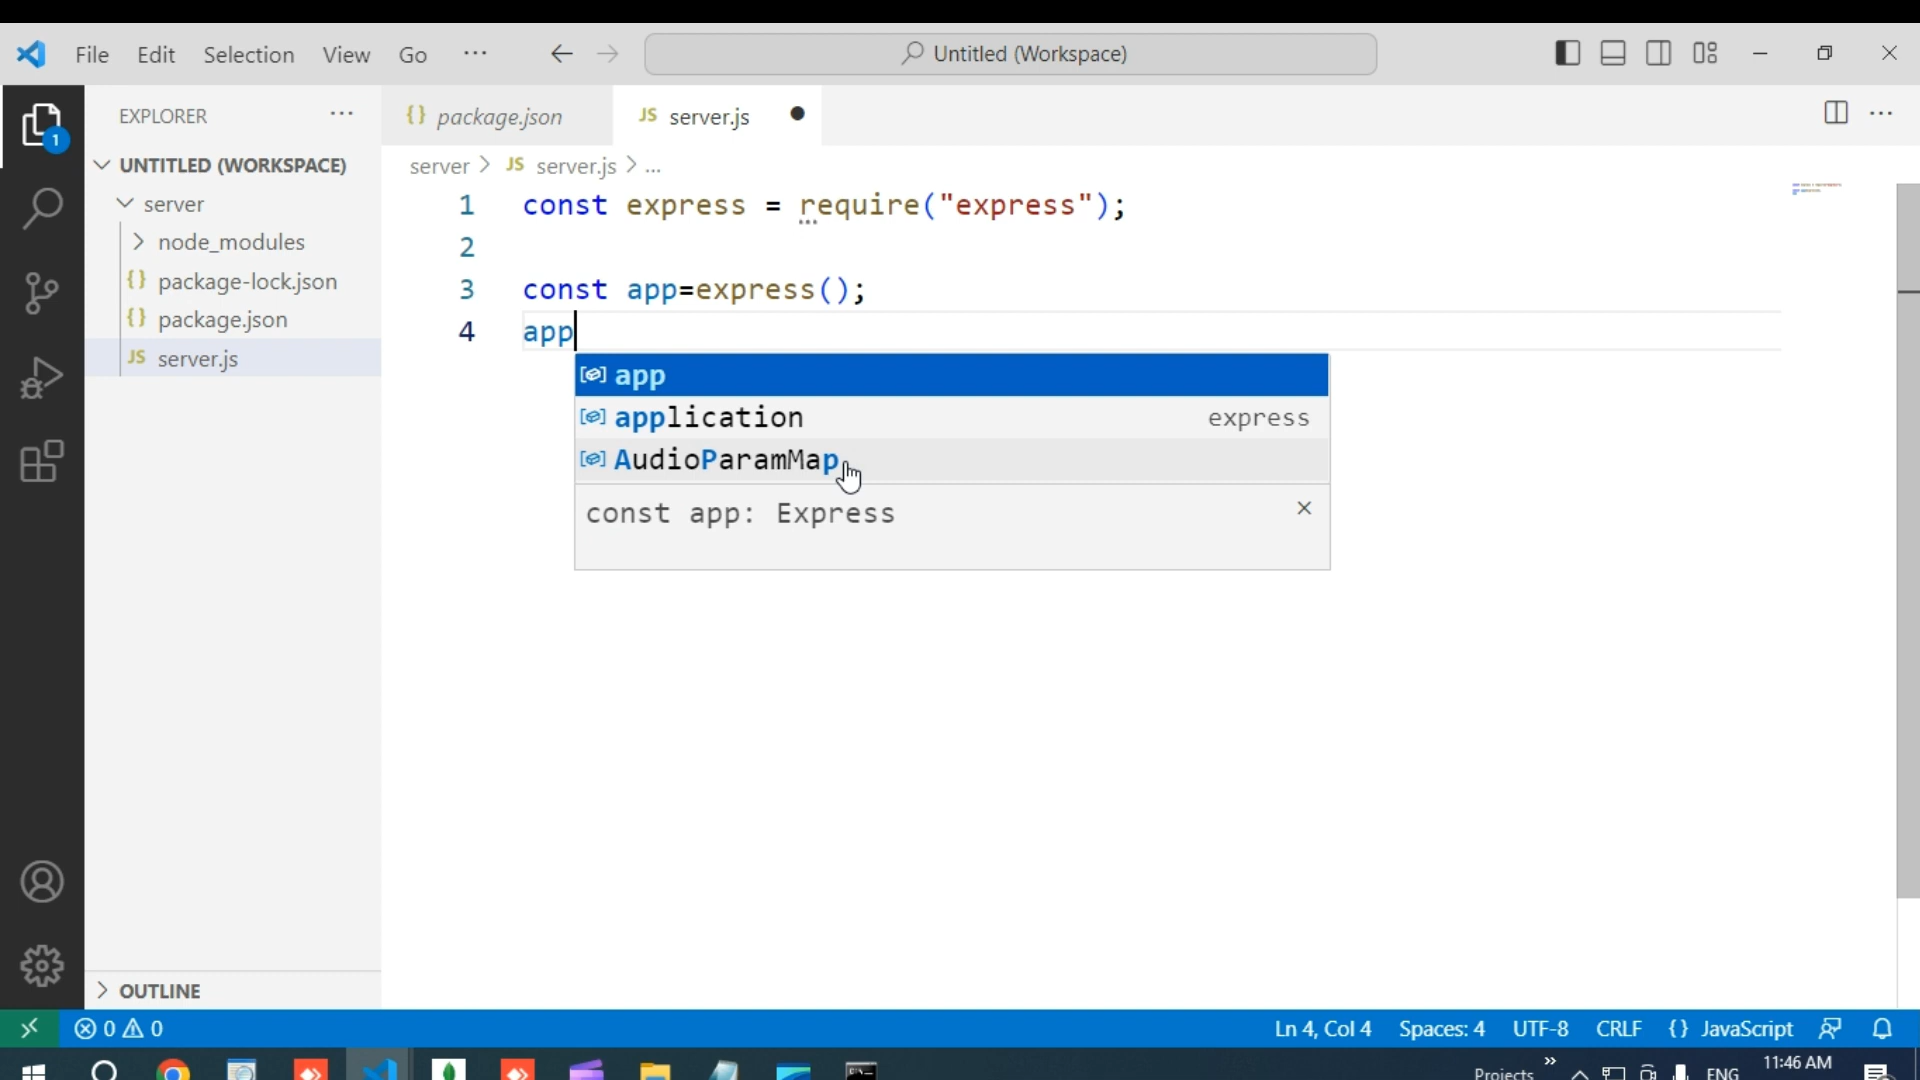 File Edit Selection View Go ... Untitled (Workspace)
EXPLORER ...
{} package.json JS server.js ...
UNTITLED (WORKSPACE)
server > JS server.js > ...
server
node_modules
{} package-lock.json
{} package.json
JS server.js
1 const express = require("express");
2
3 const app=express();
4 app
app
application express
AudioParamMap
const app: Express
1
OUTLINE
0 0 Ln 4, Col 4 Spaces: 4 UTF-8 CRLF {} JavaScript
Projects » ENG 11:46 AM